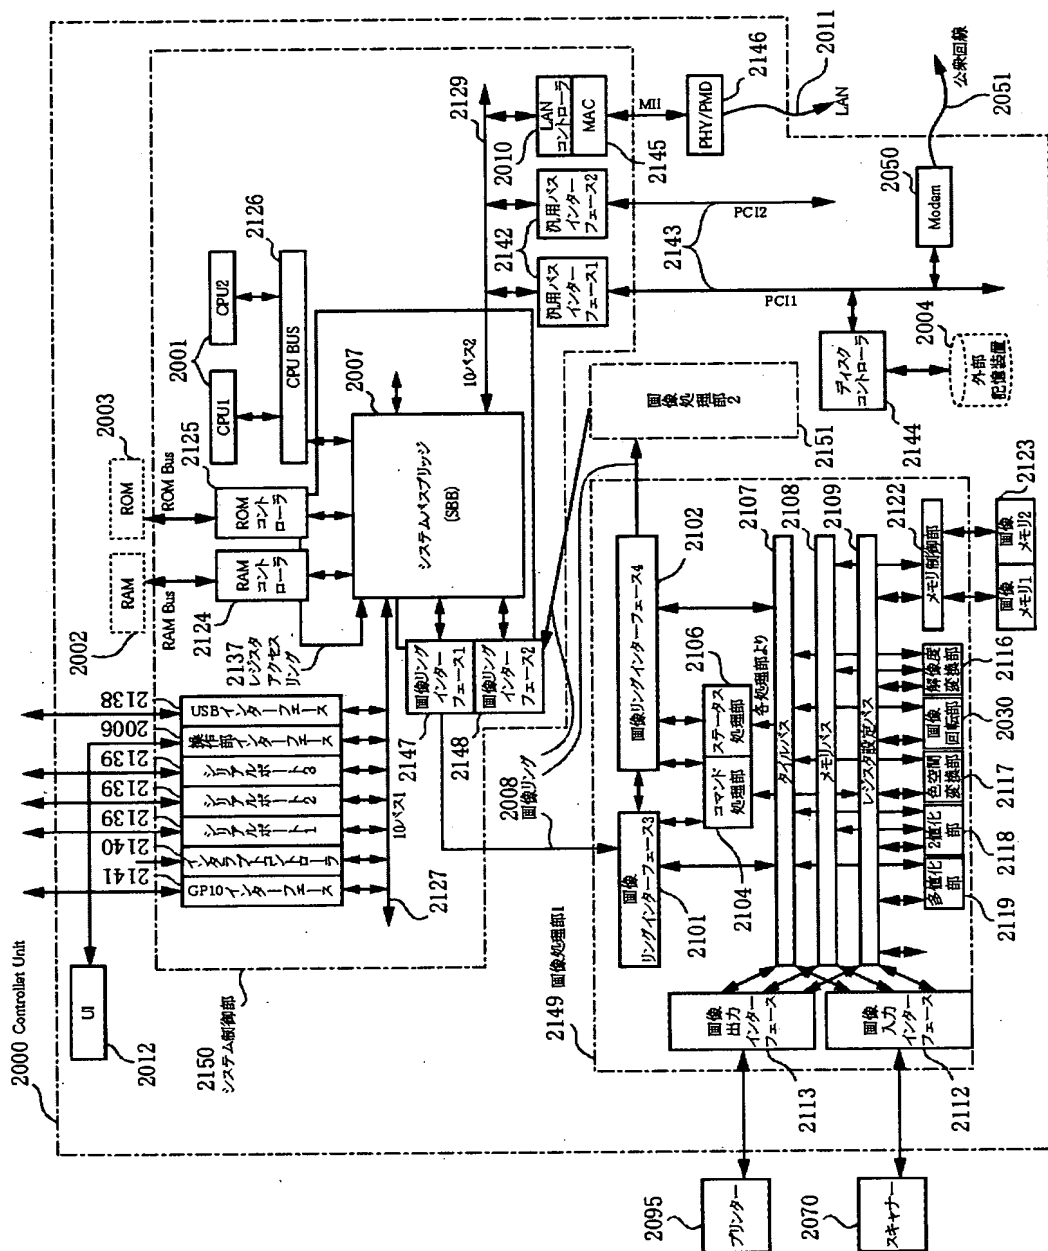 2000 Controller Unit
UI
2012
2150
システム制御部
2141
2140
2139
2139
2139
2006
2138
GP10 インターフェース
インタラプトコントローラ
シリアルポート1
シリアルポート2
シリアルポート3
操作部インターフェース
USBインターフェース
10バス1
2127
2002
RAM
RAM Bus
2003
ROM
ROM Bus
2124
RAM
コントローラ
2125
ROM
コントローラ
2137
レジスタ
アクセス
リング
2001
CPU1
CPU2
2126
CPU BUS
2007
システムバスブリッジ
(SBB)
2147
画像リング
インター
フェース1
2148
画像リング
インター
フェース2
2008
画像リング
10バス2
2129
2142
汎用バス
インター
フェース1
汎用バス
インター
フェース2
2010
LAN
コントローラ
MAC
2145
MII
2146
PHY/PMD
2011
LAN
PCI2
2143
PCI1
2050
Modem
2051
公衆回線
2144
ディスク
コントローラ
2004
外部
記憶装置
2151
画像処理部2
2149 画像処理部1
2101
画像
リングインターフェース3
2102
画像リングインターフェース4
2104
コマンド
処理部
2106
ステータス
処理部
各処理部より
2107
タイルバス
2108
メモリバス
2109
レジスタ設定バス
2122
メモリ制御部
2123
画像
メモリ1
画像
メモリ2
2116
解像度
変換部
2030
画像
回転部
2117
色空間
変換部
2118
2値化部
2119
多値化部
2113
画像
出力
インター
フェース
2112
画像
入力
インター
フェース
2095
プリンター
2070
スキャナー